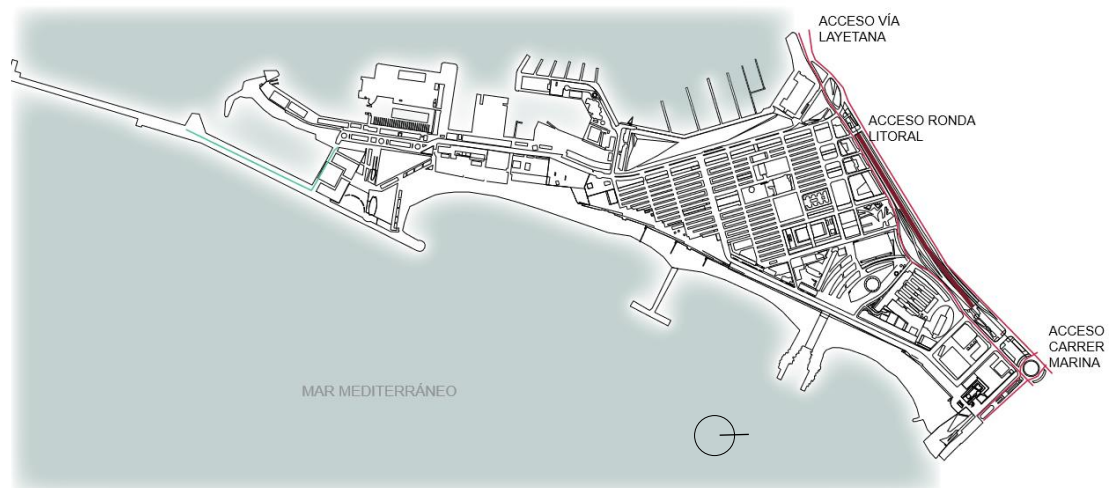 ACCESO VÍA
LAYETANA
ACCESO RONDA
LITORAL
ACCESO
CARRER
MARINA
MAR MEDITERRÁNEO